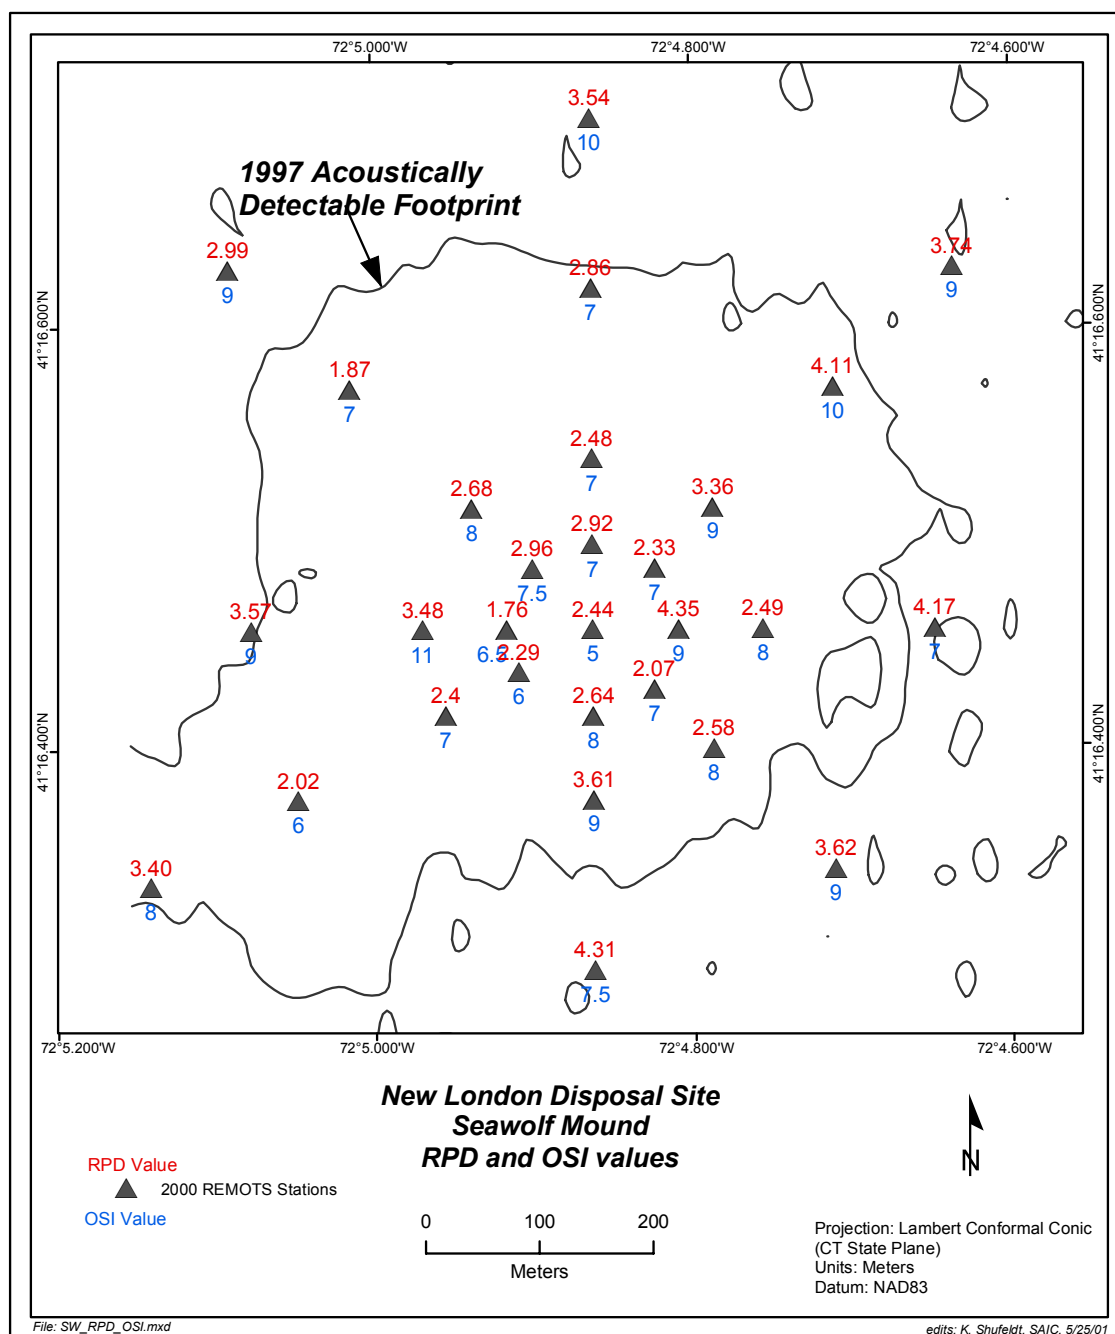 72°5.000'W
72°4.800'W
72°4.600'W
3.54
10
1997 Acoustically
Detectable Footprint
2.99
9
2.86
7
3.74
9
41°16.600'N
41°16.600'N
1.87
7
4.11
10
2.48
7
2.68
8
3.36
9
2.92
7
2.96
7.5
2.33
7
3.57
9
3.48
11
1.76
6.5
2.44
5
4.35
9
2.49
8
4.17
7
2.29
6
2.07
7
2.4
7
2.64
8
2.58
8
41°16.400'N
41°16.400'N
2.02
6
3.61
9
3.40
8
3.62
9
4.31
7.5
72°5.200'W
72°5.000'W
72°4.800'W
72°4.600'W
New London Disposal Site
Seawolf Mound
RPD and OSI values
N
RPD Value
2000 REMOTS Stations
OSI Value
0 100 200
Meters
Projection: Lambert Conformal Conic
(CT State Plane)
Units: Meters
Datum: NAD83
File: SW_RPD_OSI.mxd
edits: K. Shufeldt, SAIC, 5/25/01